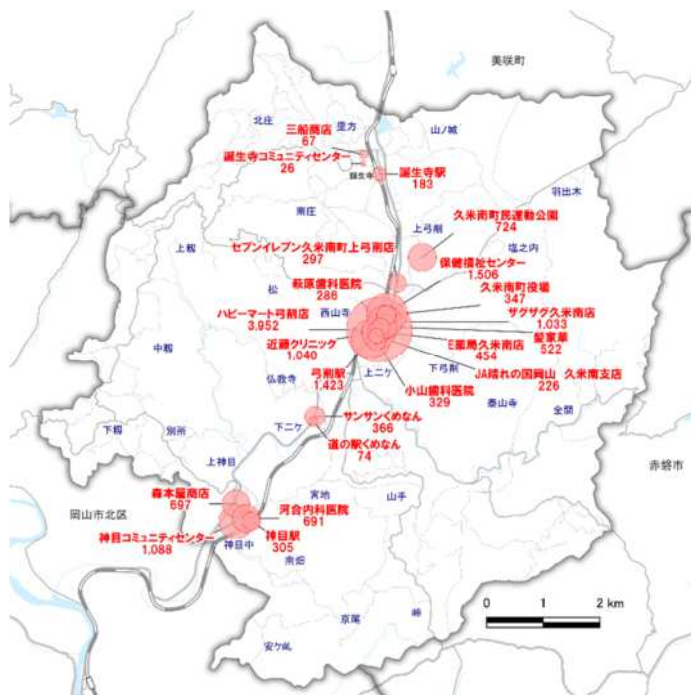 美咲町
北庄
里方
山ノ城
三船商店
67
誕生寺コミュニティセンター
26
誕生寺
誕生寺駅
183
羽出木
南庄
上弓削
久米南町民運動公園
724
上籾
セブンイレブン久米南町上弓削店
297
塩之内
保健福祉センター
1,506
松
萩原歯科医院
286
久米南町役場
347
西山寺
ハピーマート弓削店
3,952
ザグザグ久米南店
1,033
髪家華
522
中籾
近藤クリニック
1,040
E薬局久米南店
454
上二ケ
下弓削
JA晴れの国岡山 久米南支店
226
弓削駅
1,423
仏教寺
小山歯科医院
329
泰山寺
全間
サンサンくめなん
366
下籾
別所
下二ケ
道の駅くめなん
74
上神目
赤磐市
岡山市北区
森本屋商店
697
宮地
山手
河合内科医院
691
神目コミュニティセンター
1,088
神目中
神目駅
305
南畑
0 1 2 km
京尾
峠
安ケ乢